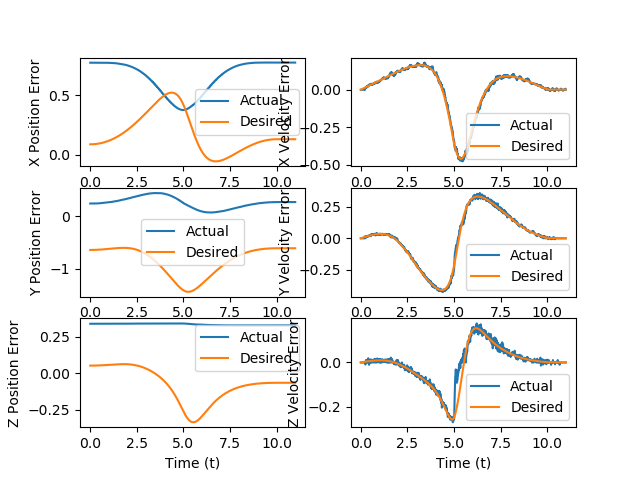 X Position Error
0.5
0.0
Actual
Desired
0.0 2.5 5.0 7.5 10.0
X Velocity Error
0.00
−0.25
−0.50
Actual
Desired
0.0 2.5 5.0 7.5 10.0
Y Position Error
0
−1
Actual
Desired
0.0 2.5 5.0 7.5 10.0
Y Velocity Error
0.25
0.00
−0.25
Actual
Desired
0.0 2.5 5.0 7.5 10.0
Z Position Error
0.25
0.00
−0.25
Actual
Desired
0.0 2.5 5.0 7.5 10.0
Time (t)
Z Velocity Error
0.0
−0.2
Actual
Desired
0.0 2.5 5.0 7.5 10.0
Time (t)